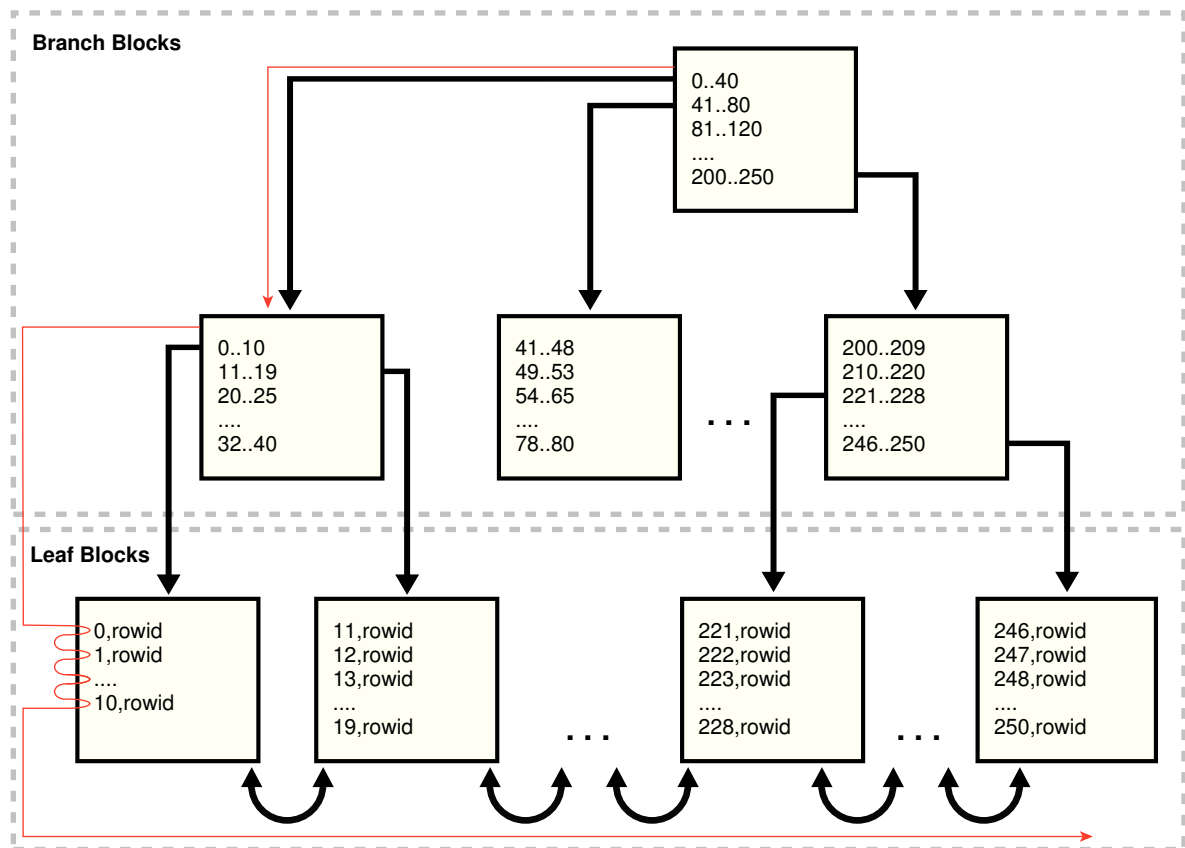 Branch Blocks
0..40
41..80
81..120
....
200..250
0..10
11..19
20..25
....
32..40
41..48
49..53
54..65
....
78..80
. . .
200..209
210..220
221..228
....
246..250
Leaf Blocks
0,rowid
1,rowid
....
10,rowid
11,rowid
12,rowid
13,rowid
....
19,rowid
. . .
221,rowid
222,rowid
223,rowid
....
228,rowid
. . .
246,rowid
247,rowid
248,rowid
....
250,rowid